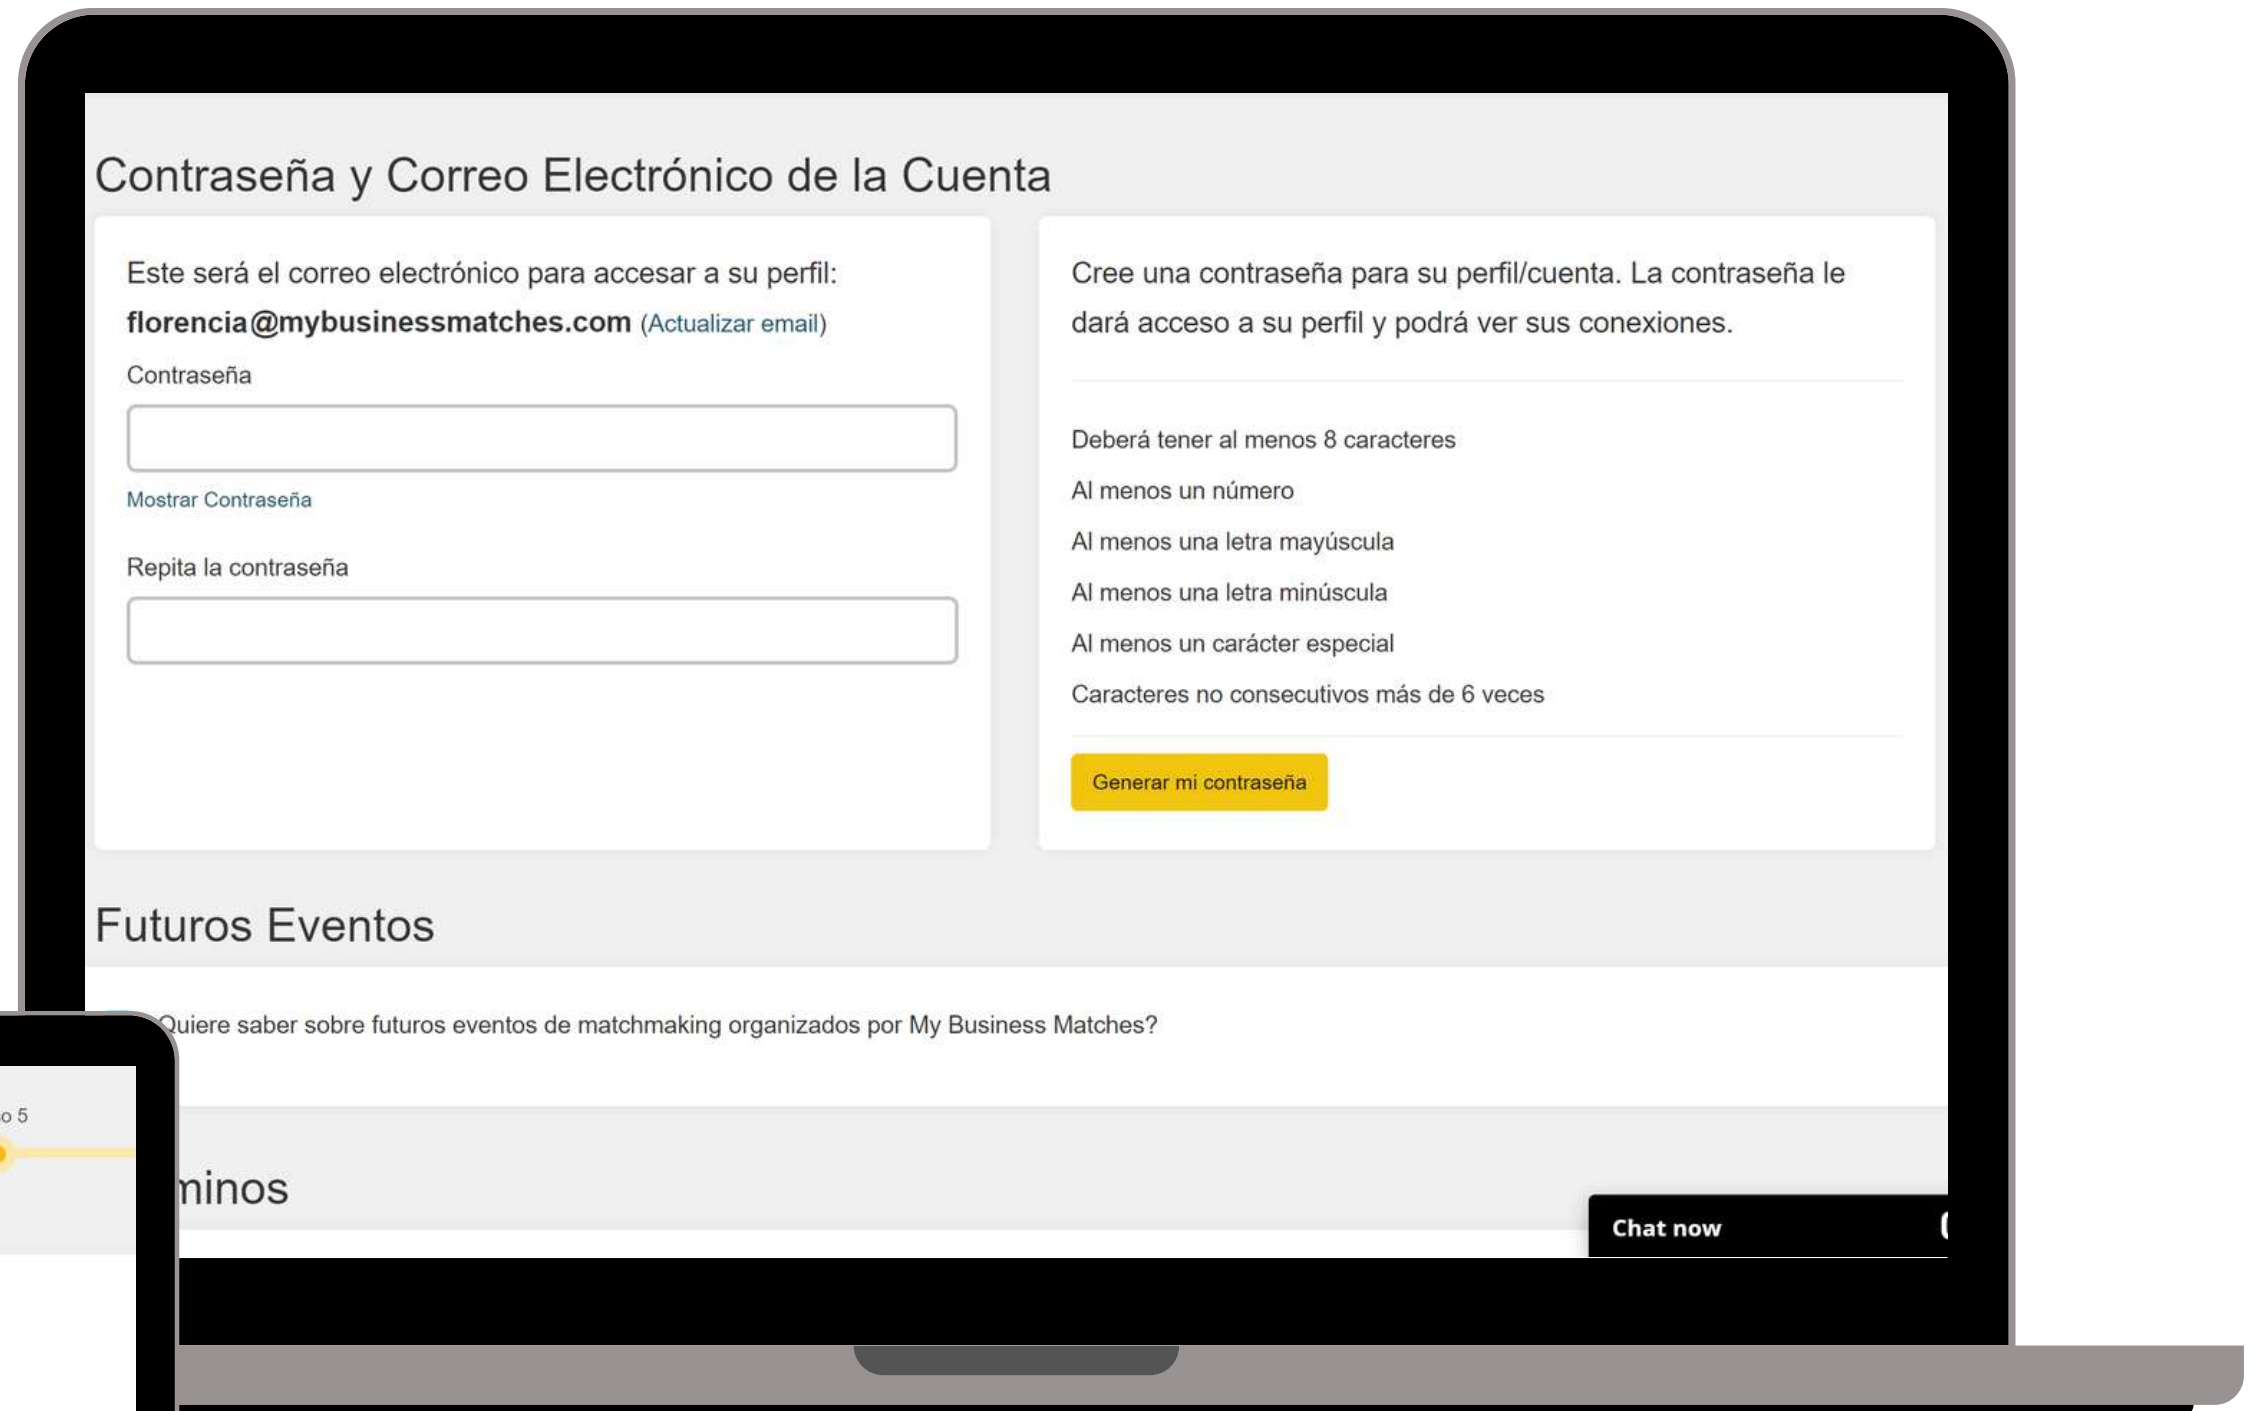 Contraseña y Correo Electrónico de la Cuenta
Este será el correo electrónico para accesar a su perfil:
florencia@mybusinessmatches.com (Actualizar email)
Contraseña
Mostrar Contraseña
Repita la contraseña
Cree una contraseña para su perfil/cuenta. La contraseña le
dará acceso a su perfil y podrá ver sus conexiones.
Deberá tener al menos 8 caracteres
Al menos un número
Al menos una letra mayúscula
Al menos una letra minúscula
Al menos un carácter especial
Caracteres no consecutivos más de 6 veces
Generar mi contraseña
Futuros Eventos
Quiere saber sobre futuros eventos de matchmaking organizados por My Business Matches?
o 5
minos
Chat now